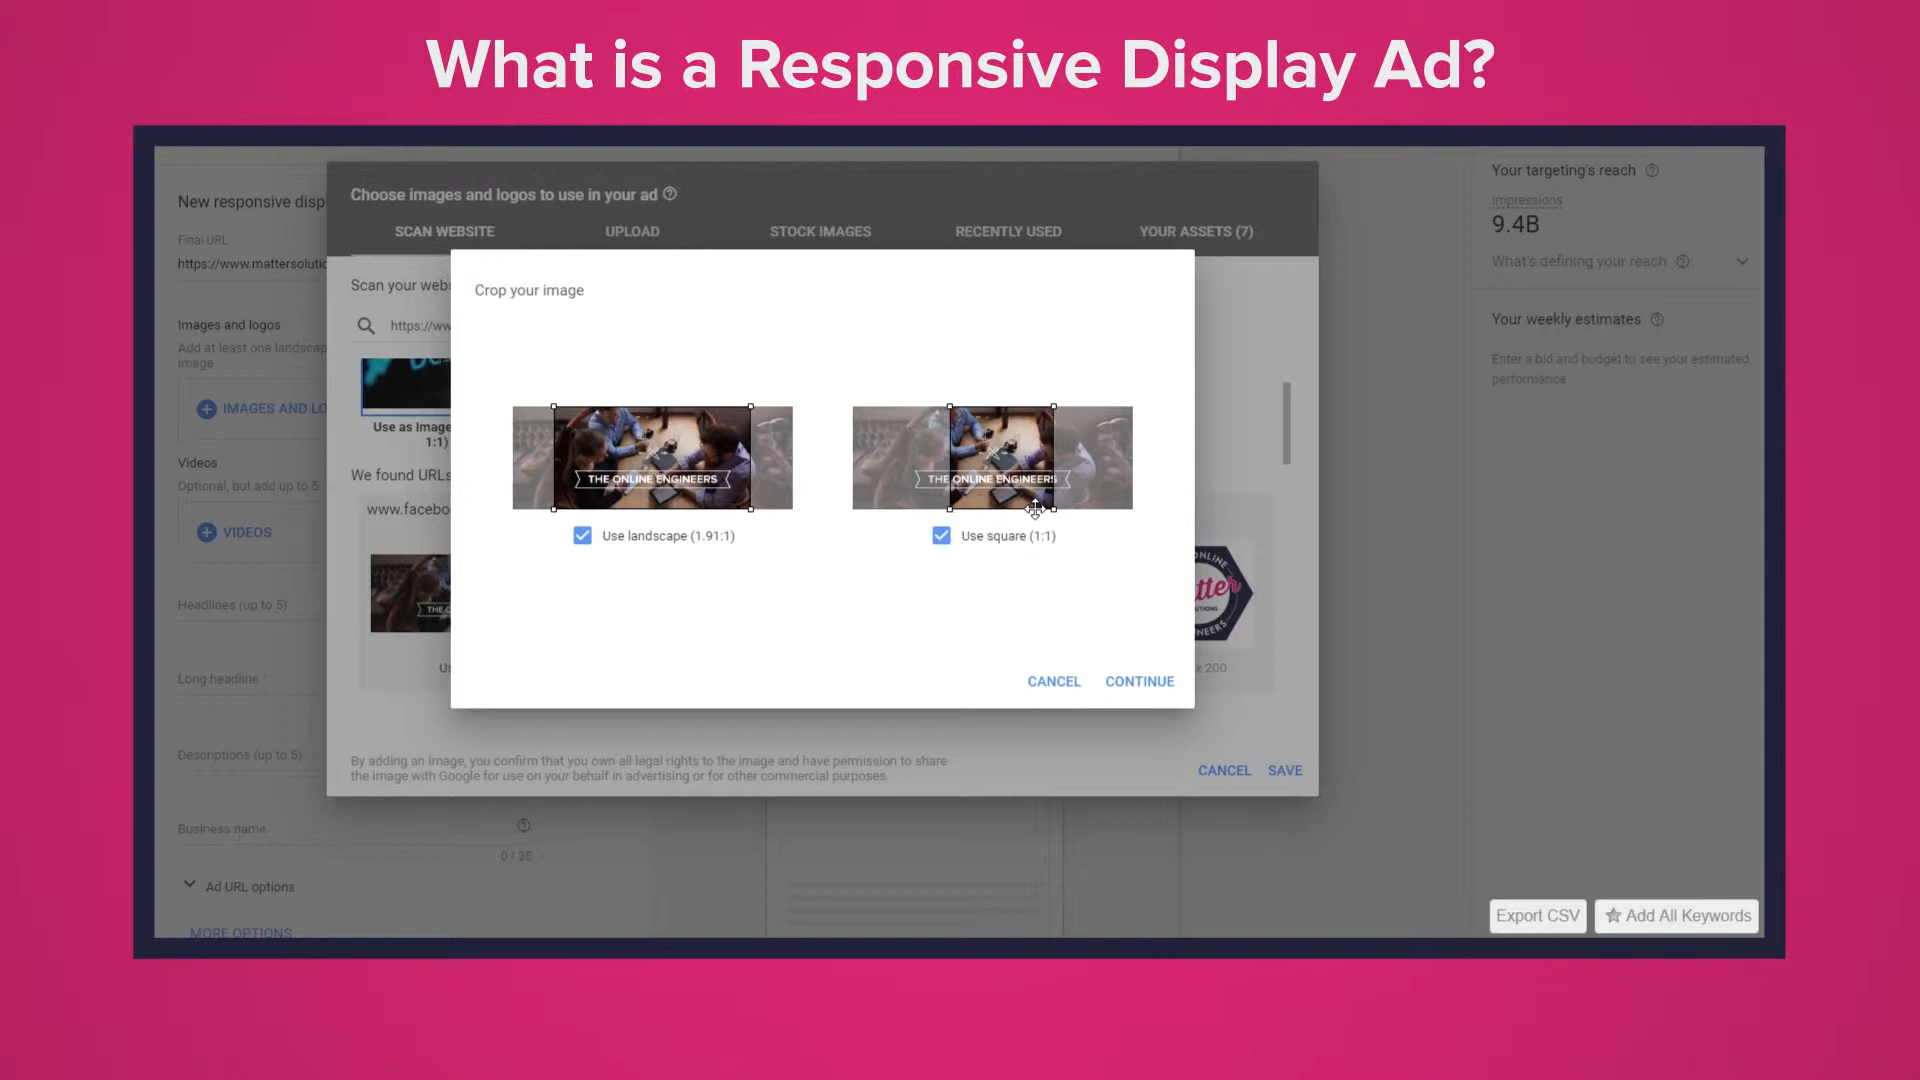 What is a Responsive Display Ad?
New responsive disp
Final URL
https://www.mattersolutio
Images and logos
Add at least one landscap
image
IMAGES AND LO
Videos
Optional, but add up to 5
VIDEOS
Headlines (up to 5)
Long headline
Descriptions (up to 5)
Business name
0 / 25
Ad URL options
MORE OPTIONS
Choose images and logos to use in your ad
SCAN WEBSITE
UPLOAD
STOCK IMAGES
RECENTLY USED
YOUR ASSETS (7)
Scan your webs
https://ww
Use as Image
1:1)
We found URLs
www.facebo
THE O
Us
Crop your image
THE ONLINE ENGINEERS
THE ONLINE ENGINEERS
Use landscape (1.91:1)
Use square (1:1)
CANCEL
CONTINUE
ONLINE
tter
UTIONS
NEERS
x 200
By adding an image, you confirm that you own all legal rights to the image and have permission to share
the image with Google for use on your behalf in advertising or for other commercial purposes.
CANCEL
SAVE
Your targeting's reach
Impressions
9.4B
What's defining your reach
Your weekly estimates
Enter a bid and budget to see your estimated
performance
Export CSV
Add All Keywords